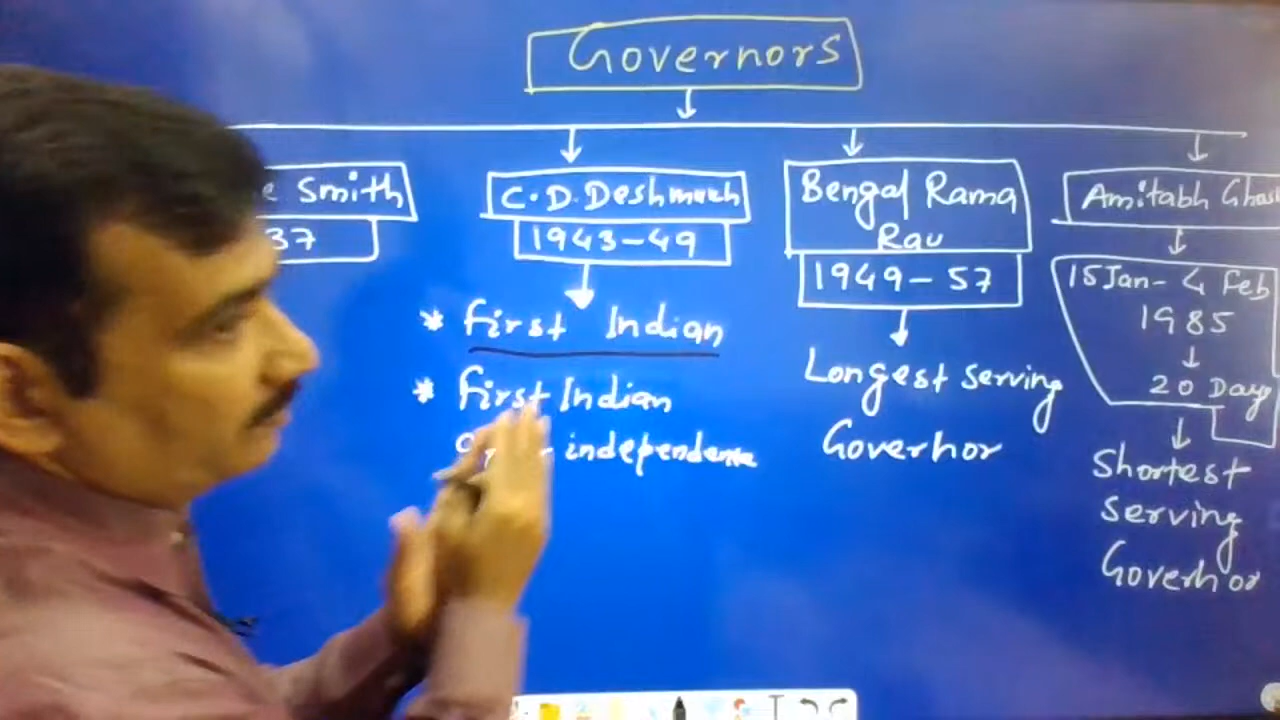 Governors
e Smith
37
C.D.Deshmukh
1943-49
* first Indian
* first Indian
independence
Bengal Rama
Rau
1949-57
Longest serving
Governor
Amitabh Ghosh
15 Jan- 4 Feb
1985
20 Days
Shortest
serving
Governor